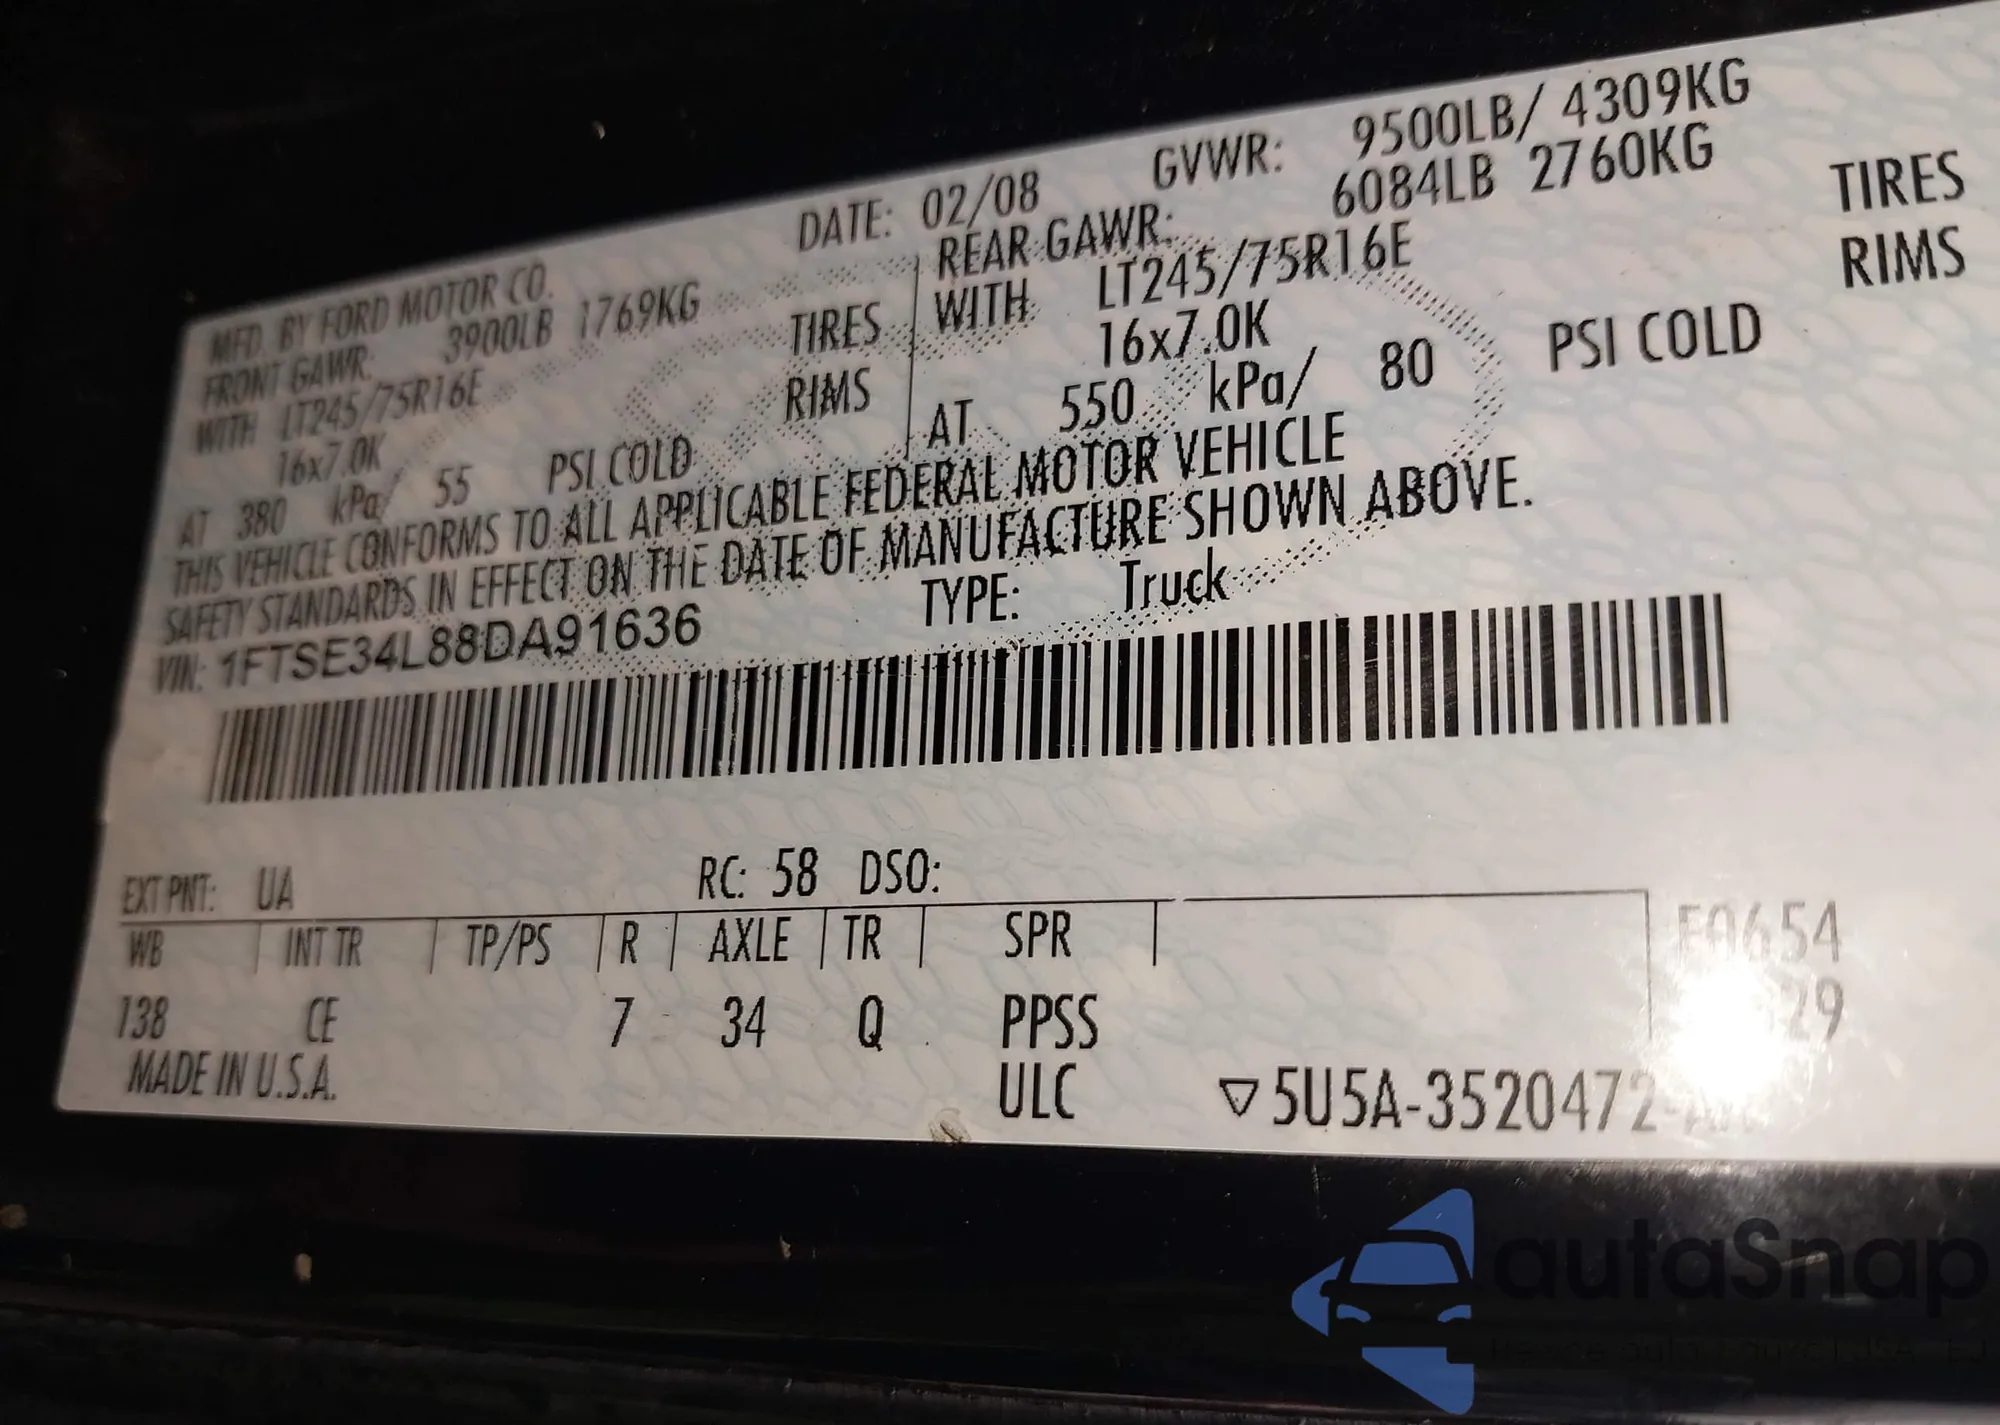 MFD. BY FORD MOTOR CO. DATE: 02/08 GVWR: 9500LB/ 4309KG
FRONT GAWR: 3900LB 1769KG REAR GAWR: 6084LB 2760KG
WITH LT245/75R16E TIRES WITH LT245/75R16E TIRES
16x7.0K RIMS 16x7.0K RIMS
AT 380 kPa/ 55 PSI COLD AT 550 kPa/ 80 PSI COLD
THIS VEHICLE CONFORMS TO ALL APPLICABLE FEDERAL MOTOR VEHICLE
SAFETY STANDARDS IN EFFECT ON THE DATE OF MANUFACTURE SHOWN ABOVE.
VIN: 1FTSE34L88DA91636 TYPE: Truck
EXT PNT: UA RC: 58 DSO:
WB INT TR TP/PS R AXLE TR SPR
138 CE 7 34 Q PPSS
MADE IN U.S.A. ULC ▽5U5A-3520472
autaSnap